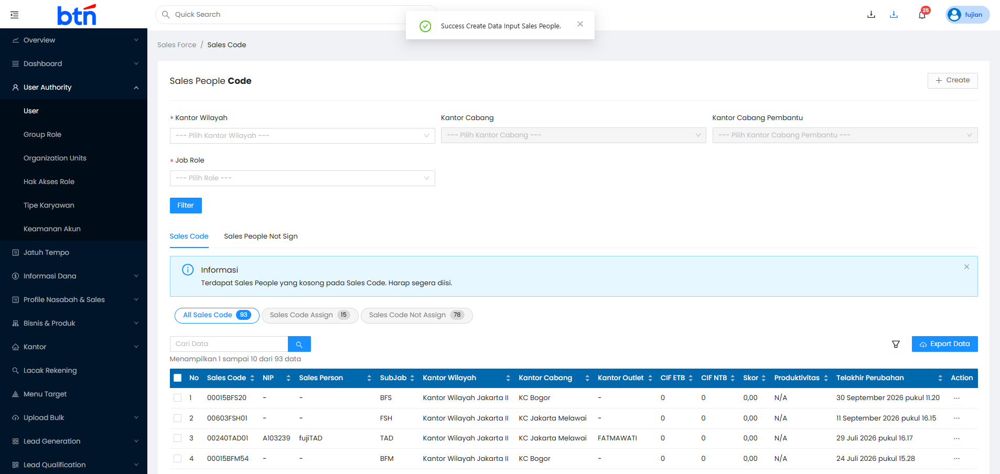 btn
Quick Search
Success Create Data Input Sales People.
25
fujian
Overview
Dashboard
User Authority
User
Group Role
Organization Units
Hak Akses Role
Tipe Karyawan
Keamanan Akun
Jatuh Tempo
Informasi Dana
Profile Nasabah & Sales
Bisnis & Produk
Kantor
Lacak Rekening
Menu Target
Upload Bulk
Lead Generation
Lead Qualification
Sales Force / Sales Code
Sales People Code
+ Create
* Kantor Wilayah Kantor Cabang Kantor Cabang Pembantu
--- Pilih Kantor Wilayah --- --- Pilih Kantor Cabang --- --- Pilih Kantor Cabang Pembantu ---
* Job Role
--- Pilih Role ---
Filter
Sales Code Sales People Not Sign
Informasi
Terdapat Sales People yang kosong pada Sales Code. Harap segera diisi.
All Sales Code 93 Sales Code Assign 15 Sales Code Not Assign 78
Cari Data
Export Data
Menampilkan 1 sampai 10 dari 93 data
No Sales Code NIP Sales Person SubJab Kantor Wilayah Kantor Cabang Kantor Outlet CIF ETB CIF NTB Skor Produktivitas Telakhir Perubahan Action
1 00015BFS20 - - BFS Kantor Wilayah Jakarta II KC Bogor - 0 0 0,00 N/A 30 September 2026 pukul 11.20 ...
2 00603FSH01 - - FSH Kantor Wilayah Jakarta II KC Jakarta Melawai - 0 0 0,00 N/A 11 September 2026 pukul 16.15 ...
3 00240TAD01 A103239 fujiTAD TAD Kantor Wilayah Jakarta II KC Jakarta Melawai FATMAWATI 0 0 0,00 N/A 29 Juli 2026 pukul 16.17 ...
4 00015BFM54 - - BFM Kantor Wilayah Jakarta II KC Bogor - 0 0 0,00 N/A 24 Juli 2026 pukul 15.28 ...